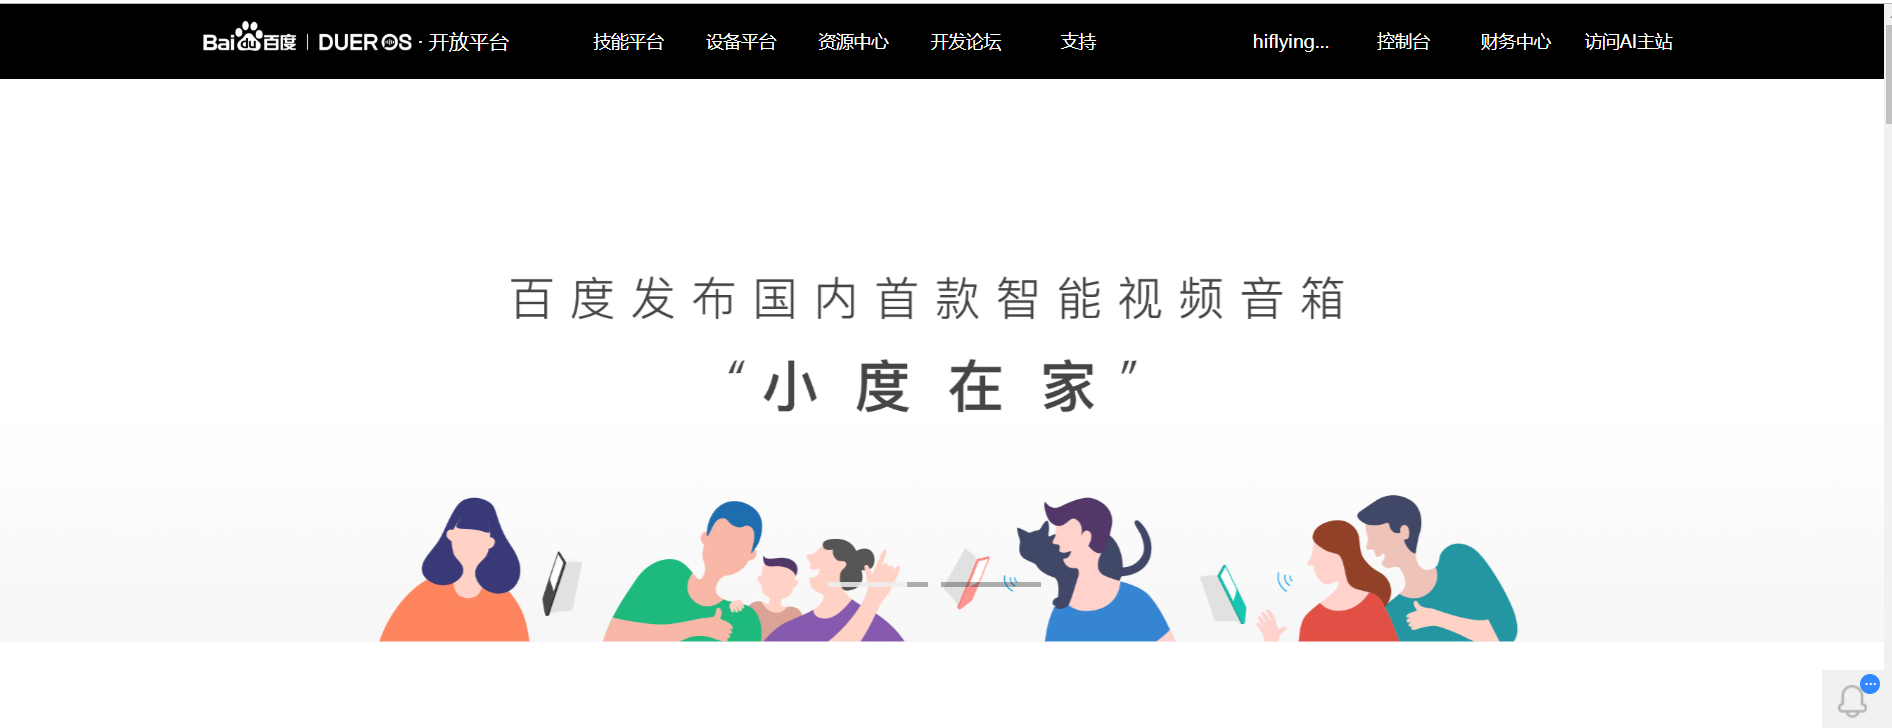 Bai du 百度 | DUEROS · 开放平台 技能平台 设备平台 资源中心 开发论坛 支持 hiflying... 控制台 财务中心 访问AI主站
百度发布国内首款智能视频音箱
“小度在家”